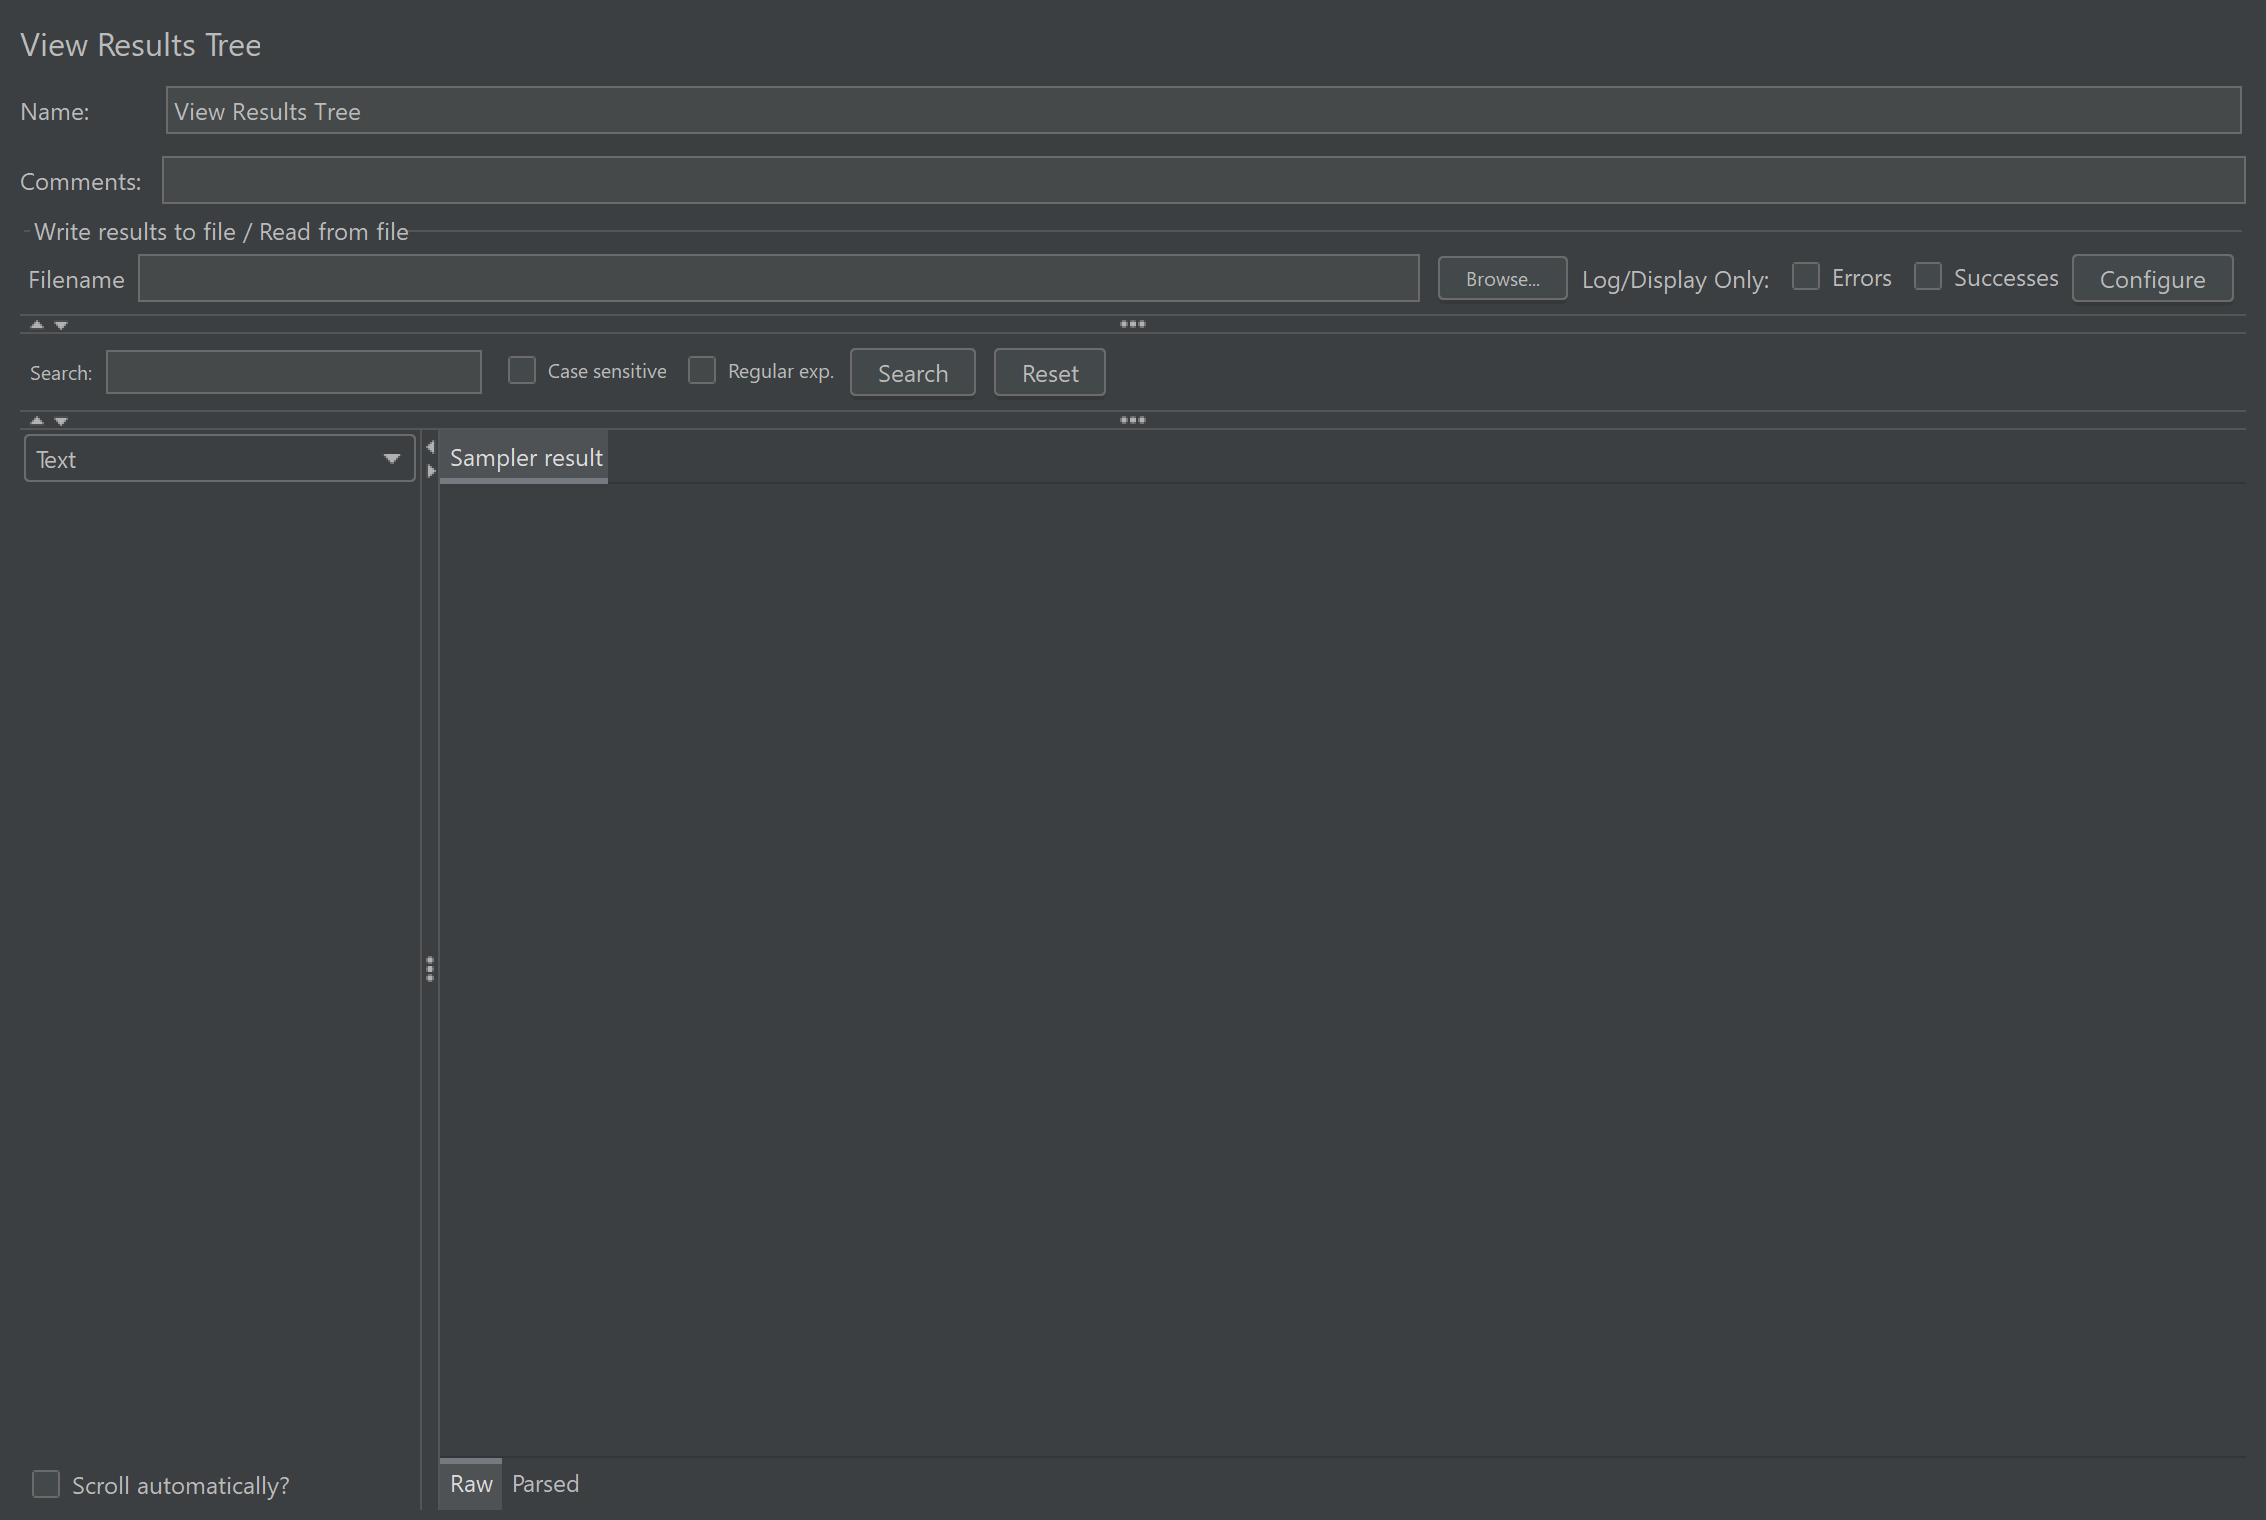 View Results Tree
Name: View Results Tree
Comments:
Write results to file / Read from file
Filename Browse... Log/Display Only: Errors Successes Configure
Search: Case sensitive Regular exp. Search Reset
Text Sampler result
Scroll automatically? Raw Parsed